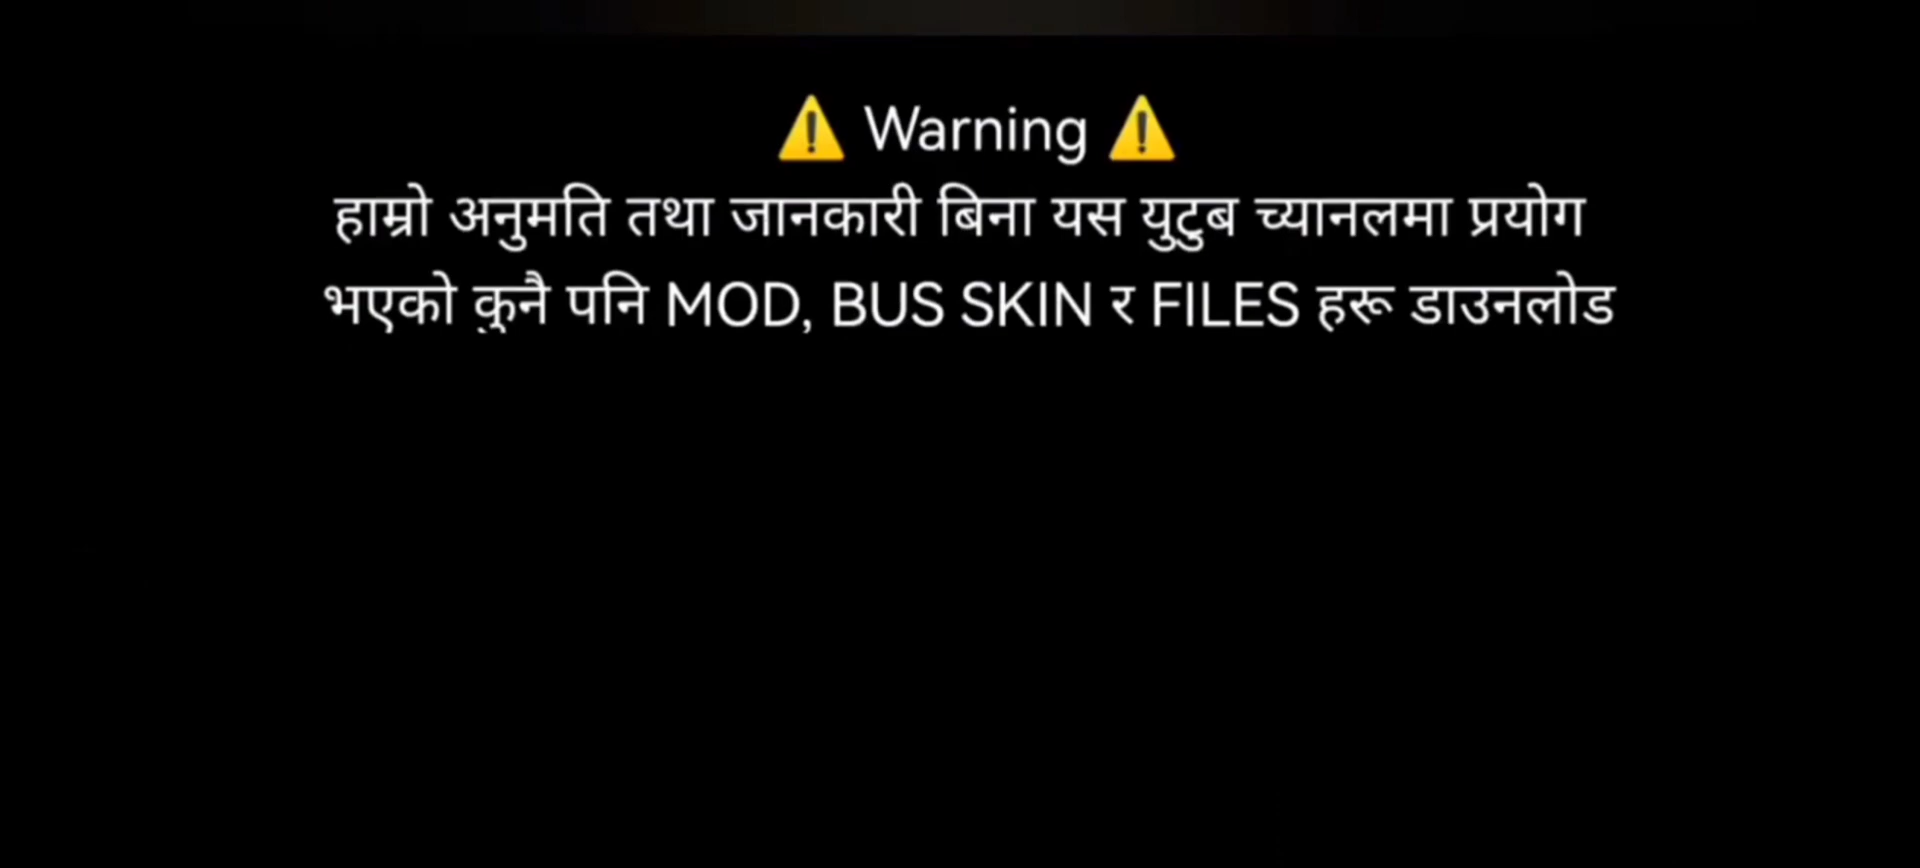 ⚠️ Warning ⚠️
हाम्रो अनुमति तथा जानकारी बिना यस युटुब च्यानलमा प्रयोग
भएको कुनै पनि MOD, BUS SKIN र FILES हरू डाउनलोड